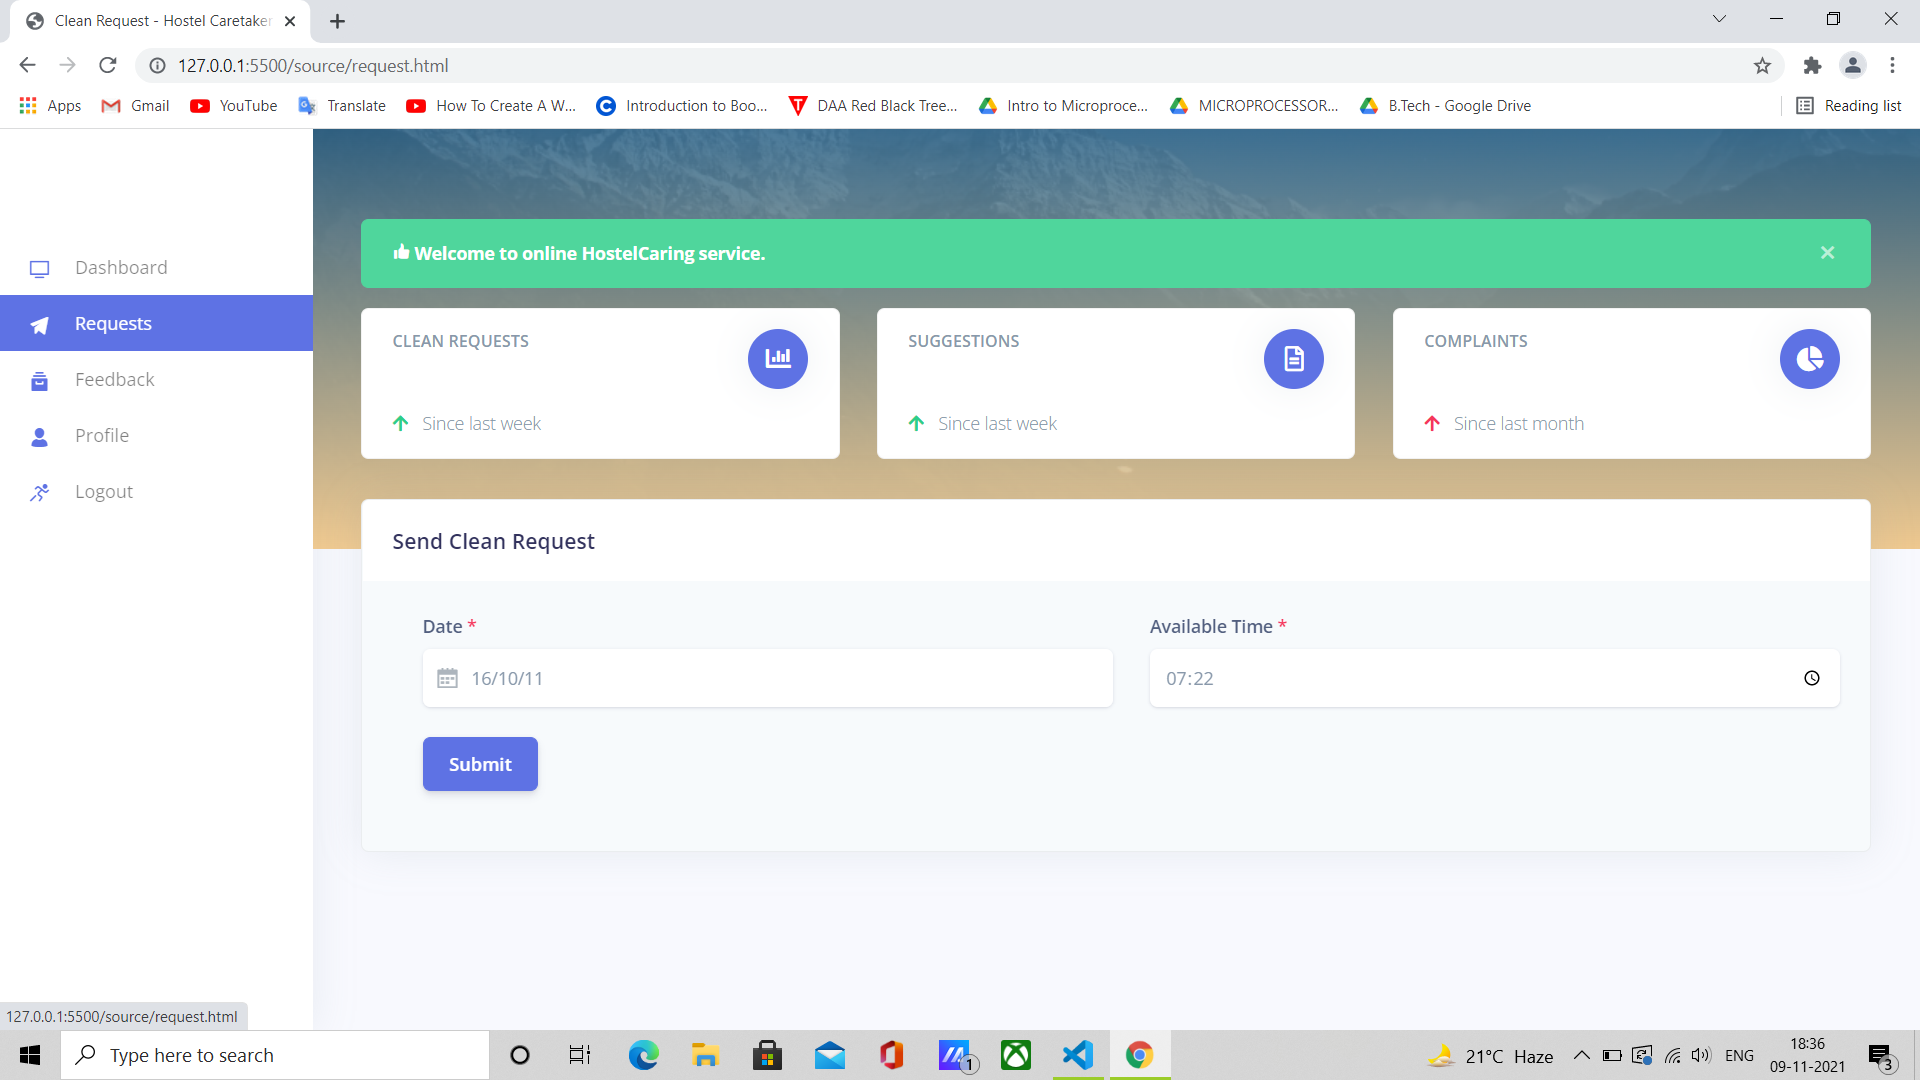 Clean Request - Hostel Caretaker
127.0.0.1:5500/source/request.html
Apps Gmail YouTube Translate How To Create A W... Introduction to Boo... DAA Red Black Tree... Intro to Microproce... MICROPROCESSOR... B.Tech - Google Drive Reading list
Welcome to online HostelCaring service.
Dashboard
Requests
Feedback
Profile
Logout
CLEAN REQUESTS
Since last week
SUGGESTIONS
Since last week
COMPLAINTS
Since last month
Send Clean Request
Date *
16/10/11
Available Time *
07:22
Submit
127.0.0.1:5500/source/request.html
Type here to search
1
21°C Haze
ENG
18:36
09-11-2021
3